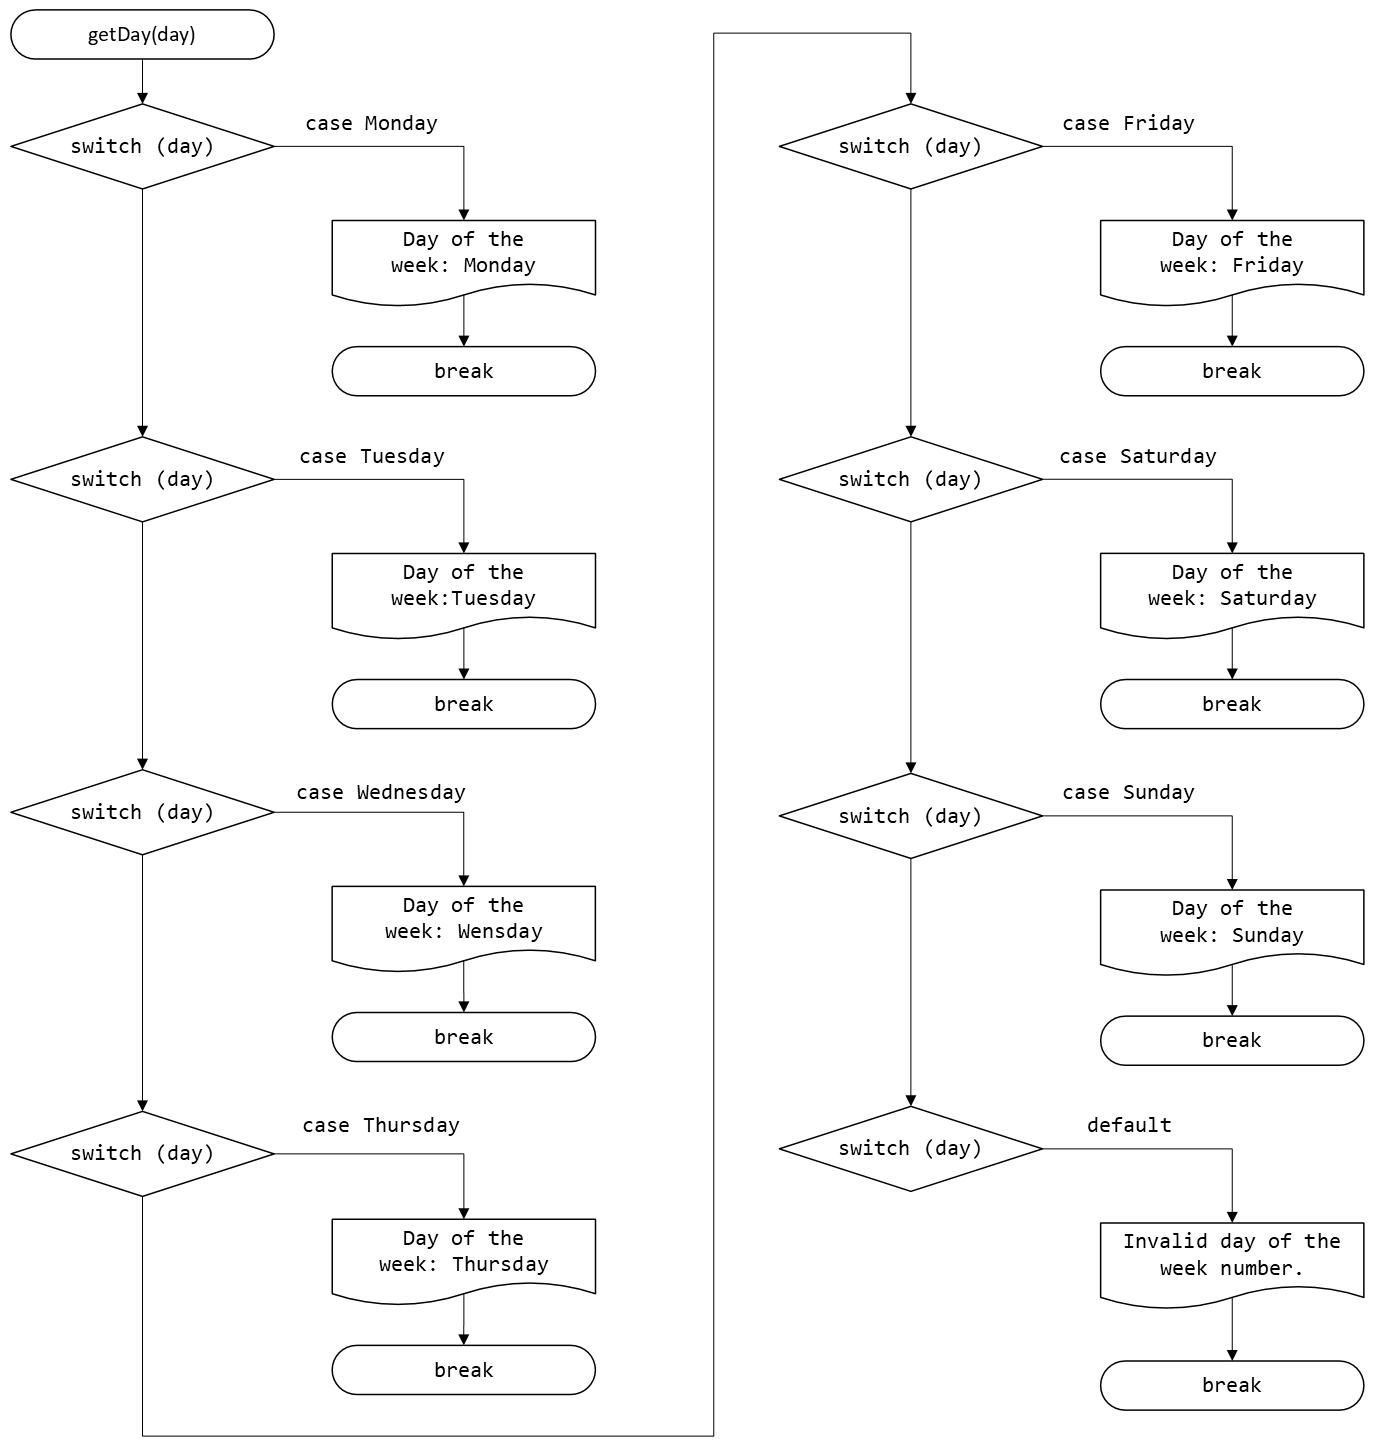 getDay(day)
switch (day)
case Monday
Day of the
week: Monday
break
switch (day)
case Tuesday
Day of the
week:Tuesday
break
switch (day)
case Wednesday
Day of the
week: Wensday
break
switch (day)
case Thursday
Day of the
week: Thursday
break
switch (day)
case Friday
Day of the
week: Friday
break
switch (day)
case Saturday
Day of the
week: Saturday
break
switch (day)
case Sunday
Day of the
week: Sunday
break
switch (day)
default
Invalid day of the
week number.
break